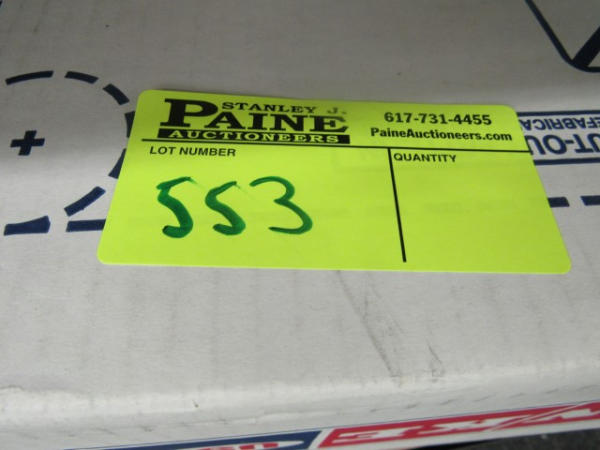 STANLEY J.
PAINE
AUCTIONEERS
617-731-4455
PaineAuctioneers.com
LOT NUMBER
QUANTITY
553